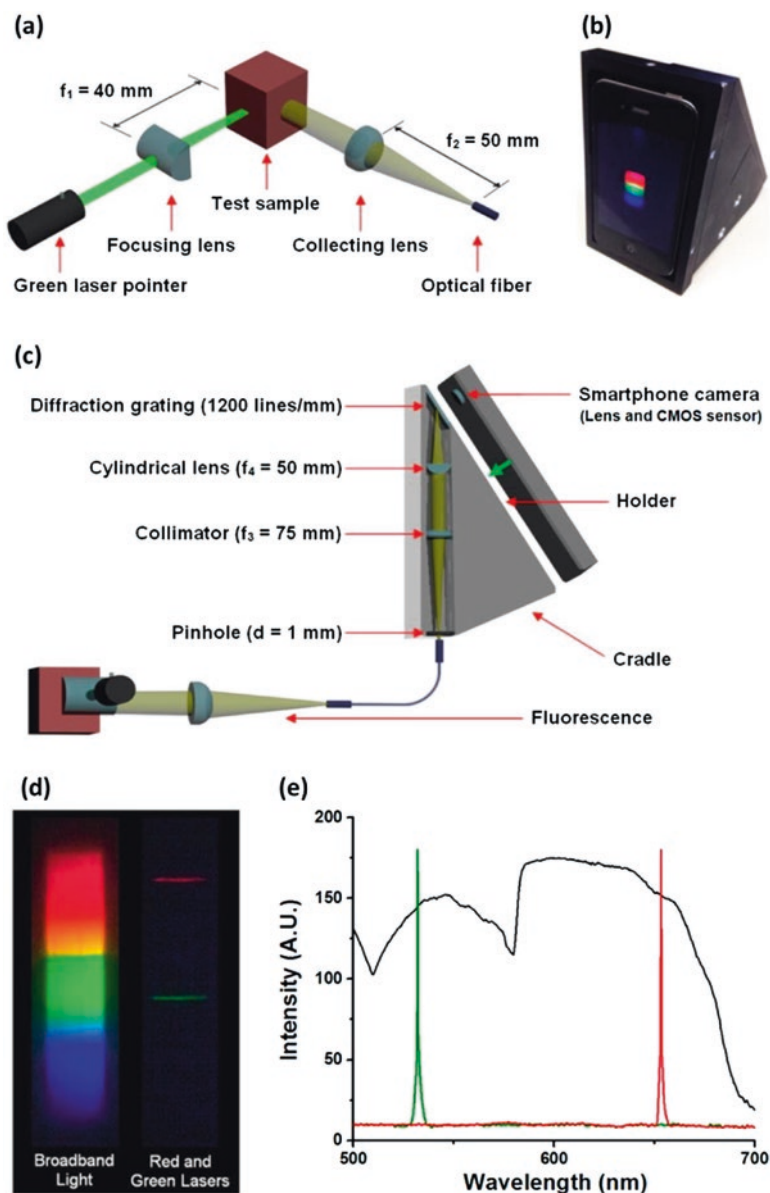 (a)
f₁ = 40 mm
f₂ = 50 mm
Test sample
Focusing lens
Collecting lens
Green laser pointer
Optical fiber
(b)
(c)
Diffraction grating (1200 lines/mm)
Smartphone camera
(Lens and CMOS sensor)
Cylindrical lens (f₄ = 50 mm)
Holder
Collimator (f₃ = 75 mm)
Pinhole (d = 1 mm)
Cradle
Fluorescence
(d)
Broadband
Light
Red and
Green Lasers
(e)
200
150
100
50
0
Intensity (A.U.)
500
600
700
Wavelength (nm)